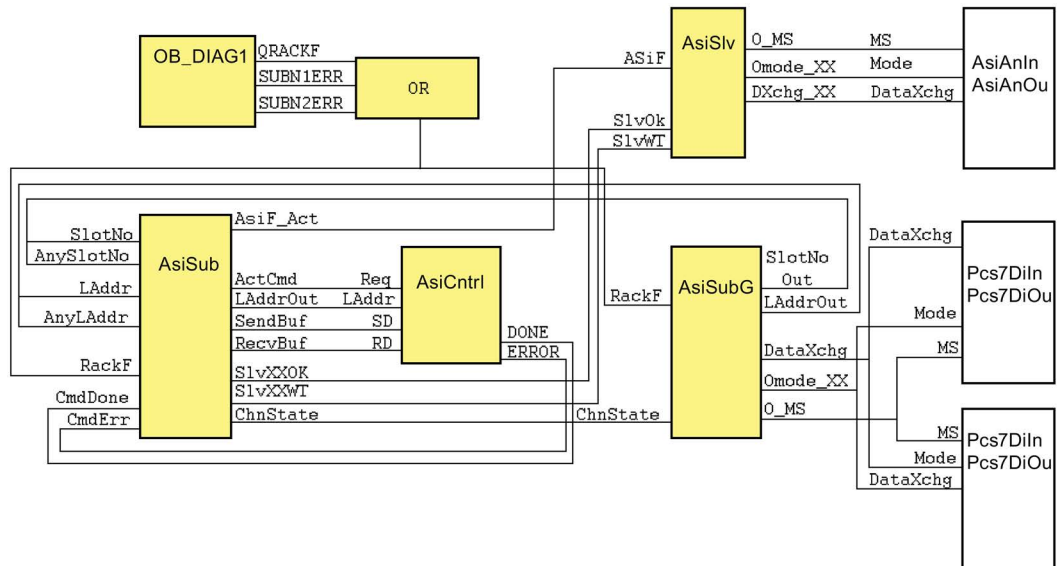 OB_DIAG1
QRACKF
SUBN1ERR
SUBN2ERR
OR
ASiF
SlvOk
SlvWT
AsiSlv
O_MS
Omode_XX
DXchg_XX
MS
Mode
DataXchg
AsiAnIn
AsiAnOu
SlotNo
AnySlotNo
LAddr
AnyLAddr
RackF
CmdDone
CmdErr
AsiSub
AsiF_Act
ActCmd
LAddrOut
SendBuf
RecvBuf
SlvXXOK
SlvXXWT
ChnState
Req
LAddr
SD
RD
AsiCntrl
DONE
ERROR
RackF
ChnState
AsiSubG
SlotNo
Out
LAddrOut
DataXchg
Omode_XX
O_MS
DataXchg
Mode
MS
Pcs7DiIn
Pcs7DiOu
MS
Mode
DataXchg
Pcs7DiIn
Pcs7DiOu